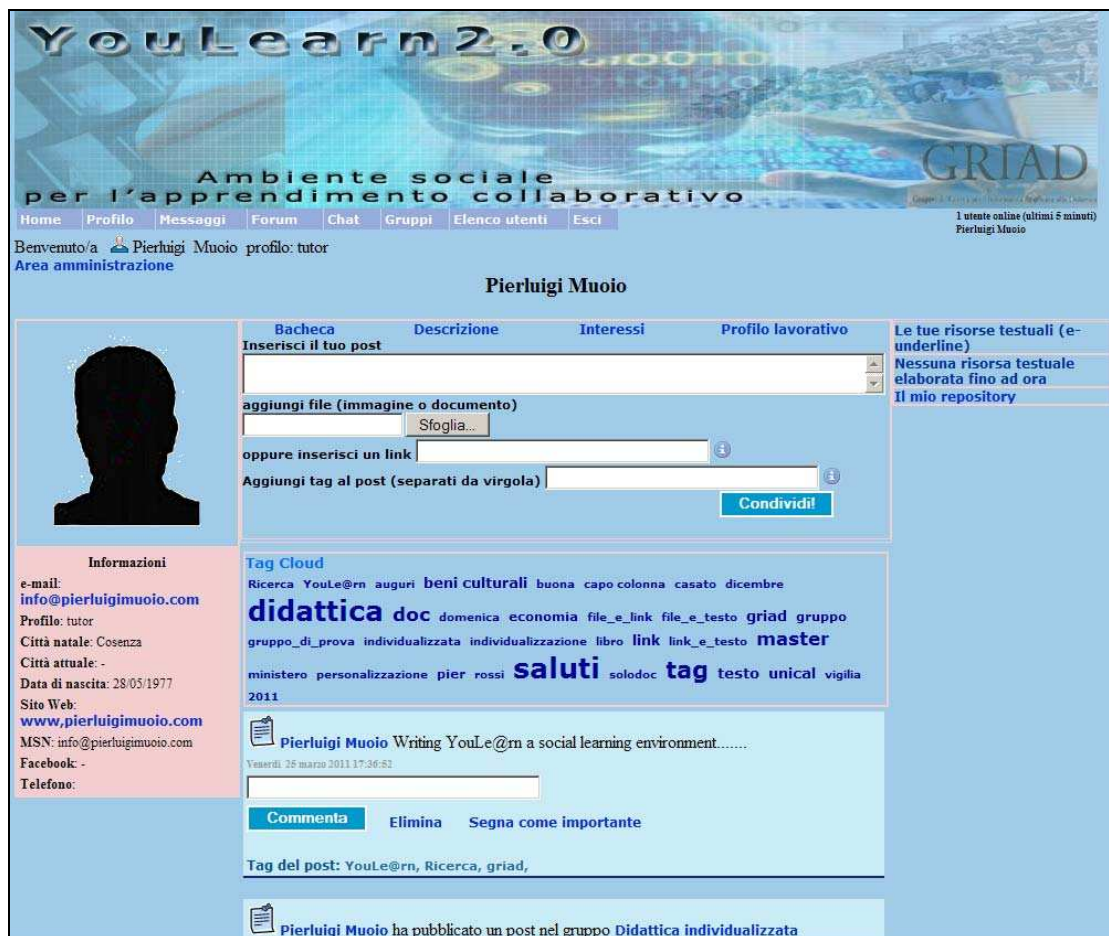 YouLearn2.0
GRIAD
Ambiente sociale
per l'apprendimento collaborativo
Home Profilo Messaggi Forum Chat Gruppi Elenco utenti Esci
1 utente online (ultimi 5 minuti)
Pierluigi Muoio
Benvenuto/a Pierluigi Muoio profilo: tutor
Area amministrazione
Pierluigi Muoio
Bacheca Descrizione Interessi Profilo lavorativo
Inserisci il tuo post
aggiungi file (immagine o documento)
Sfoglia...
oppure inserisci un link
Aggiungi tag al post (separati da virgola)
Condividi!
Le tue risorse testuali (e-
underline)
Nessuna risorsa testuale
elaborata fino ad ora
Il mio repository
Informazioni
e-mail:
info@pierluigimuoio.com
Profilo: tutor
Città natale: Cosenza
Città attuale: -
Data di nascita: 28/05/1977
Sito Web:
www,pierluigimuoio.com
MSN: info@pierluigimuoio.com
Facebook: -
Telefono:
Tag Cloud
Ricerca YouLe@rn auguri beni culturali buona capo colonna casato dicembre
didattica doc domenica economia file_e_link file_e_testo griad gruppo
gruppo_di_prova individualizzata individualizzazione libro link link_e_testo master
ministero personalizzazione pier rossi saluti solodoc tag testo unical vigilia
2011
Pierluigi Muoio Writing YouLe@rn a social learning environment.......
Venerdì 25 marzo 2011 17:36:52
Commenta Elimina Segna come importante
Tag del post: YouLe@rn, Ricerca, griad,
Pierluigi Muoio ha pubblicato un post nel gruppo Didattica individualizzata